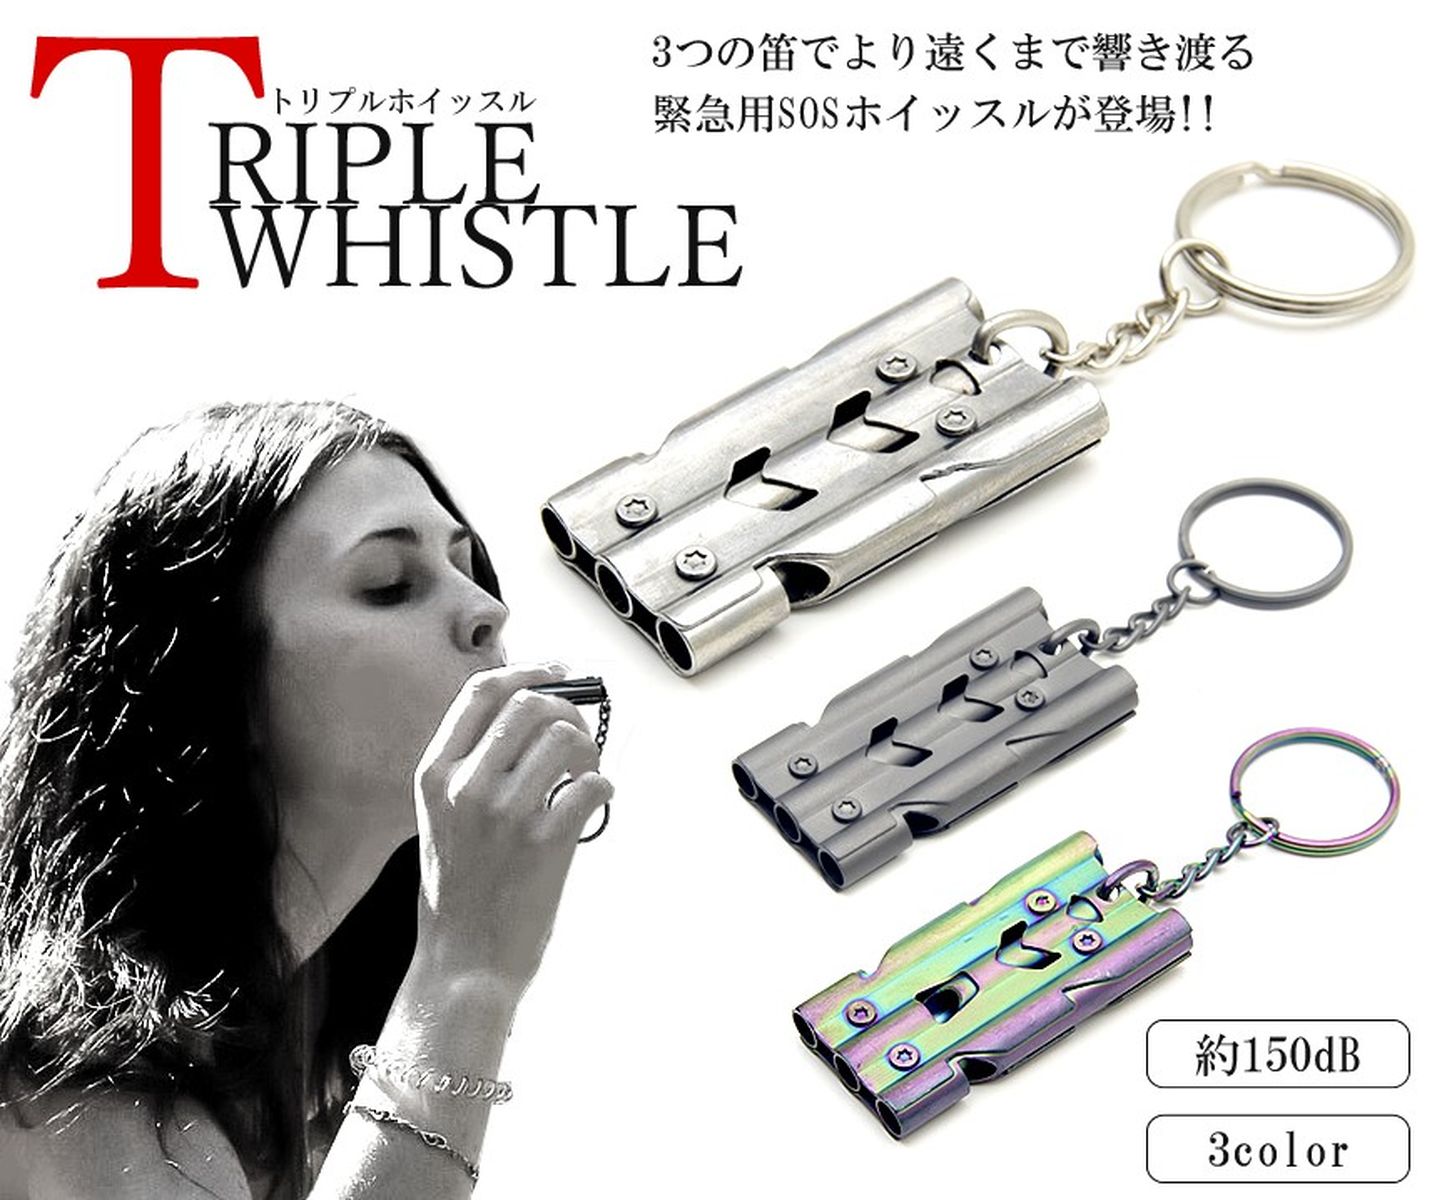 トリプルホイッスル
TRIPLE
WHISTLE
3つの笛でより遠くまで響き渡る
緊急用SOSホイッスルが登場!!
約150dB
3color